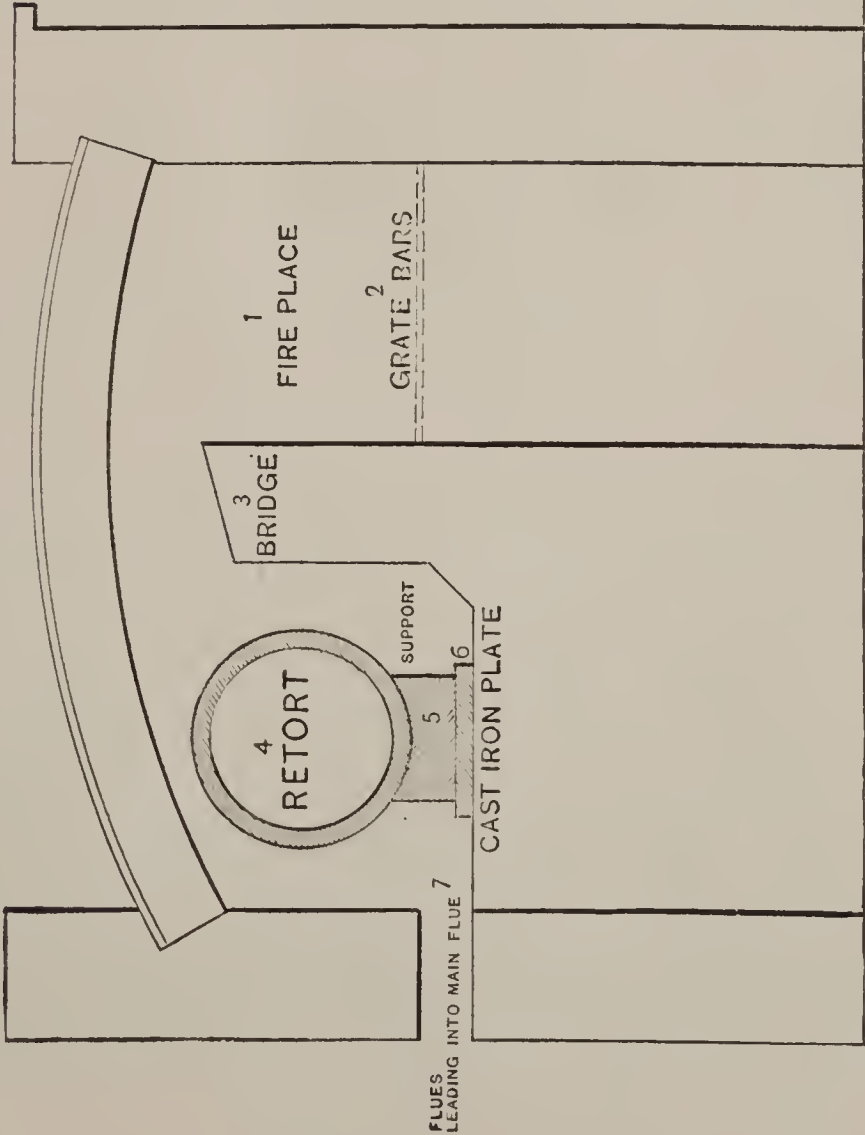 1
FIRE PLACE
2
GRATE BARS
3
BRIDGE
4
RETORT
SUPPORT
5
6
CAST IRON PLATE
FLUES
LEADING INTO MAIN FLUE 7